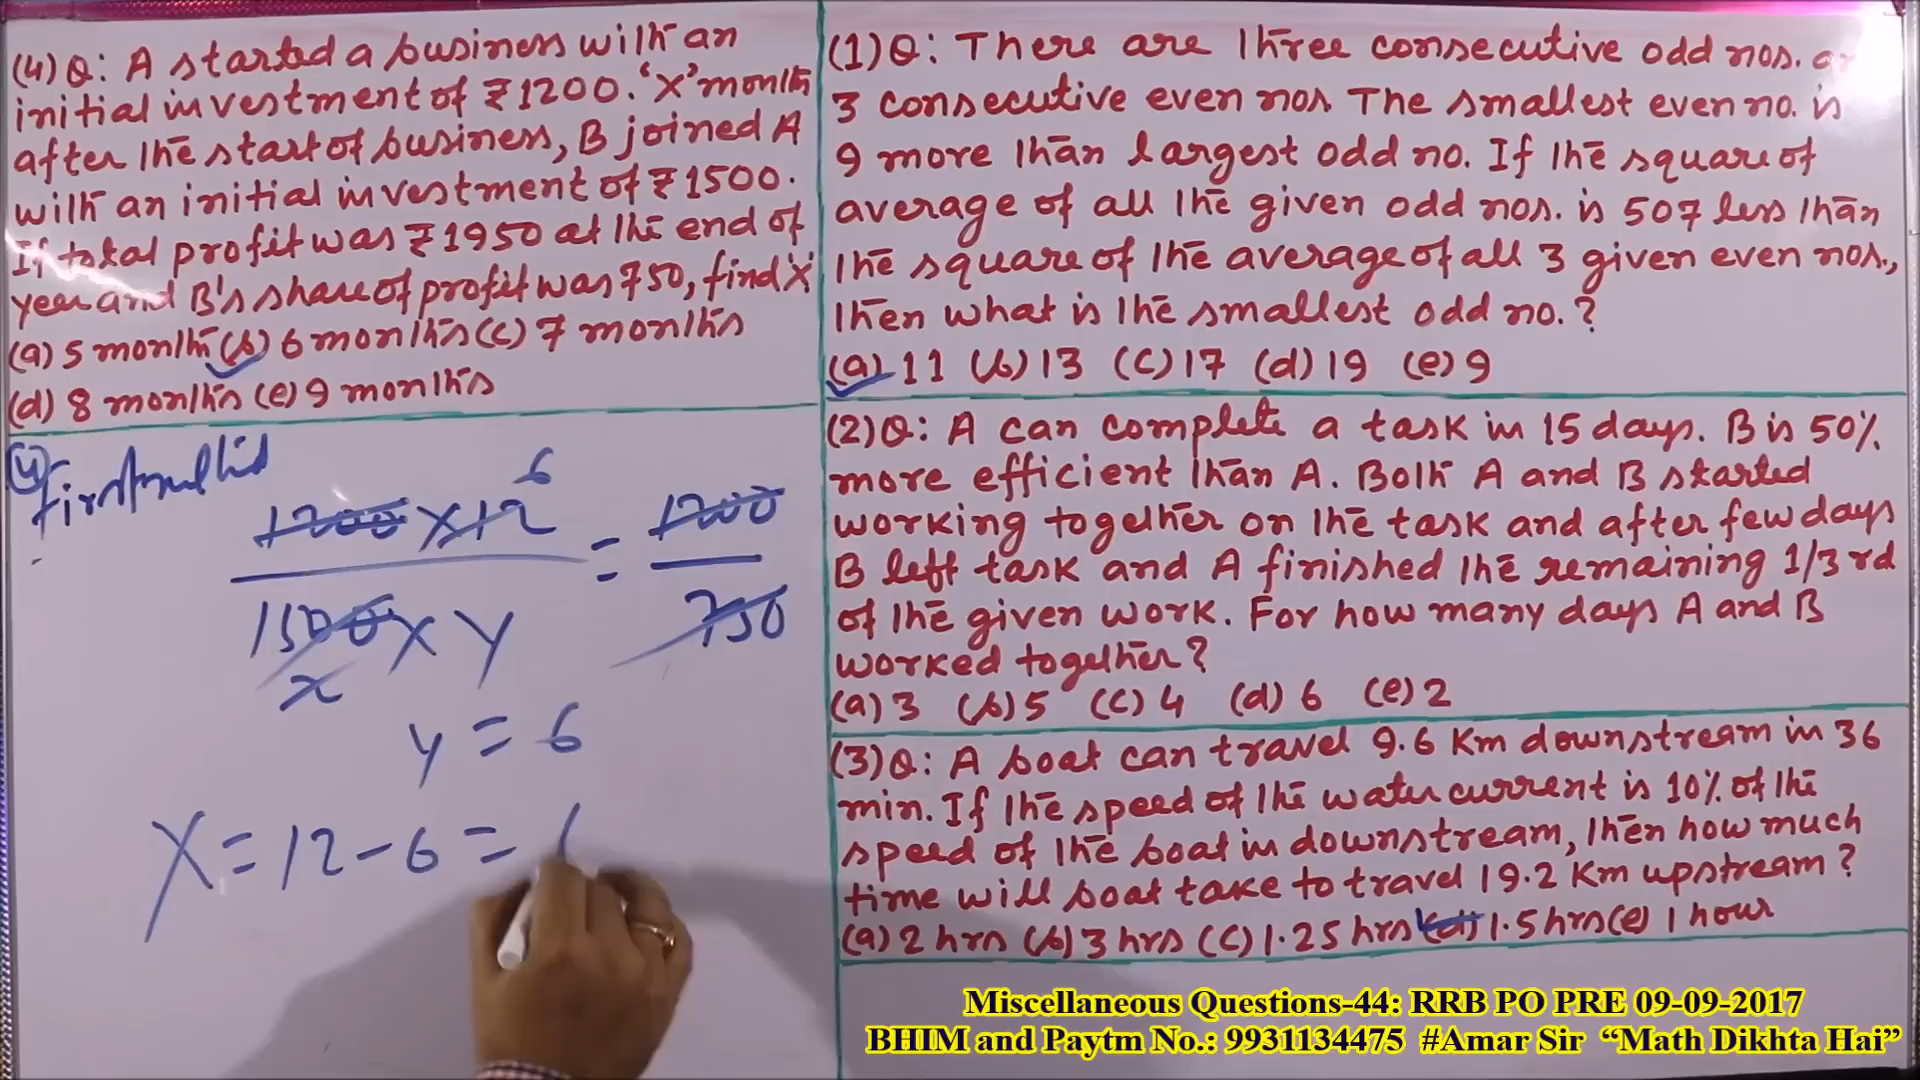 (4)Q: A started a business with an
initial investment of ₹1200. 'X' month
after the start of business, B joined A
with an initial investment of ₹1500.
If total profit was ₹1950 at the end of
year and B's share of profit was 750, find 'X'
(a) 5 month (b) 6 months (c) 7 months
(d) 8 months (e) 9 months
(4)
6
1200 X 12 = 1200
1500 X Y 750
2
y = 6
X = 12 - 6 =
(1)Q: There are three consecutive odd nos.
3 consecutive even nos. The smallest even no. is
9 more than largest odd no. If the square of
average of all the given odd nos. is 507 less than
the square of the average of all 3 given even nos.,
then what is the smallest odd no.?
(a) 11 (b) 13 (c) 17 (d) 19 (e) 9
(2)Q: A can complete a task in 15 days. B is 50%
more efficient than A. Both A and B started
working together on the task and after few days
B left task and A finished the remaining 1/3 rd
of the given work. For how many days A and B
worked together?
(a) 3 (b) 5 (c) 4 (d) 6 (e) 2
(3)Q: A boat can travel 9.6 Km downstream in 36
min. If the speed of the water current is 10% of the
speed of the boat in downstream, then how much
time will boat take to travel 19.2 Km upstream?
(a) 2 hrs (b) 3 hrs (c) 1.25 hrs (d) 1.5 hrs (e) 1 hour
Miscellaneous Questions-44: RRB PO PRE 09-09-2017
BHIM and Paytm No.: 9931134475 #Amar Sir “Math Dikhta Hai”